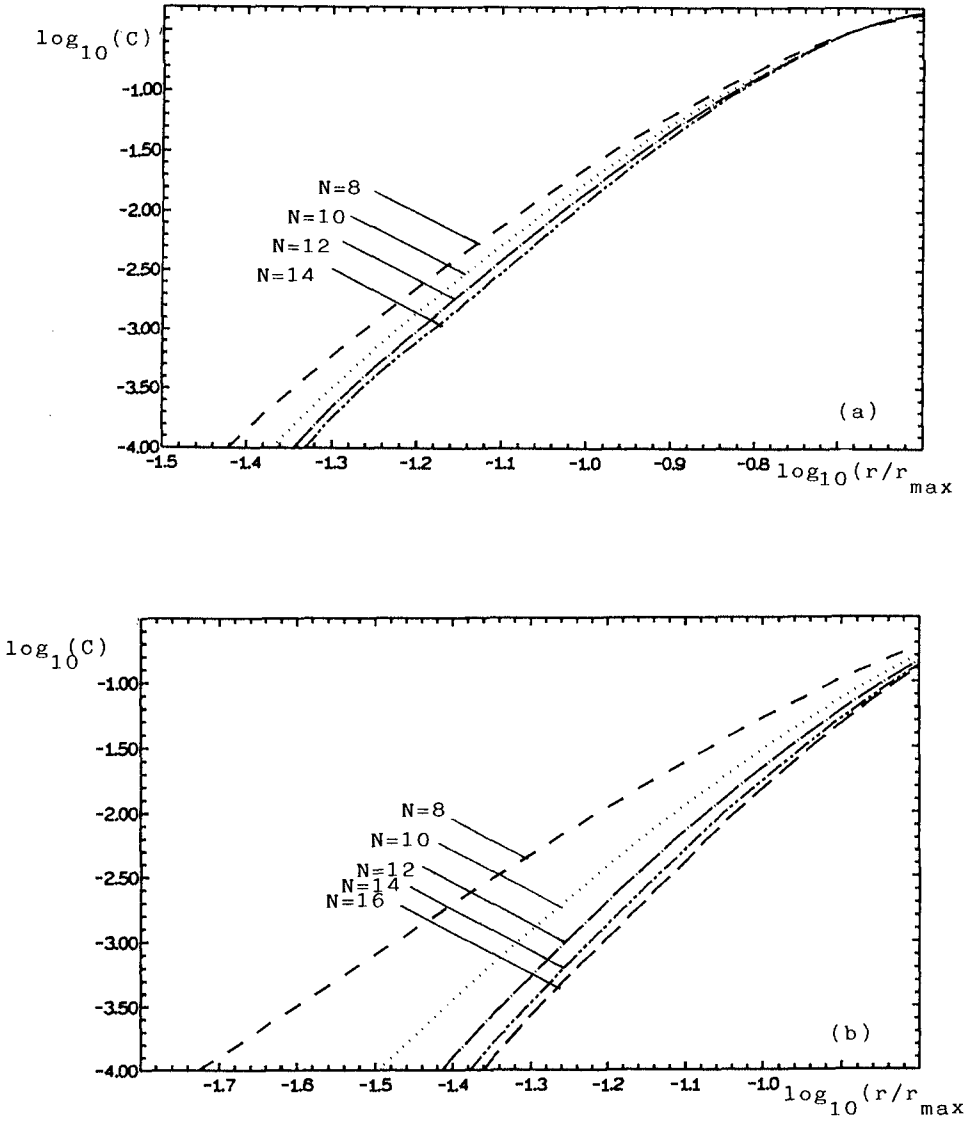 log10(C)
-1.00
-1.50
-2.00
-2.50
-3.00
-3.50
-4.00
N=8
N=10
N=12
N=14
(a)
-1.5 -1.4 -1.3 -1.2 -1.1 -1.0 -0.9 -0.8
log10(r/rmax
log10(C)
-1.00
-1.50
-2.00
-2.50
-3.00
-3.50
-4.00
N=8
N=10
N=12
N=14
N=16
(b)
-1.7 -1.6 -1.5 -1.4 -1.3 -1.2 -1.1 -1.0
log10(r/rmax